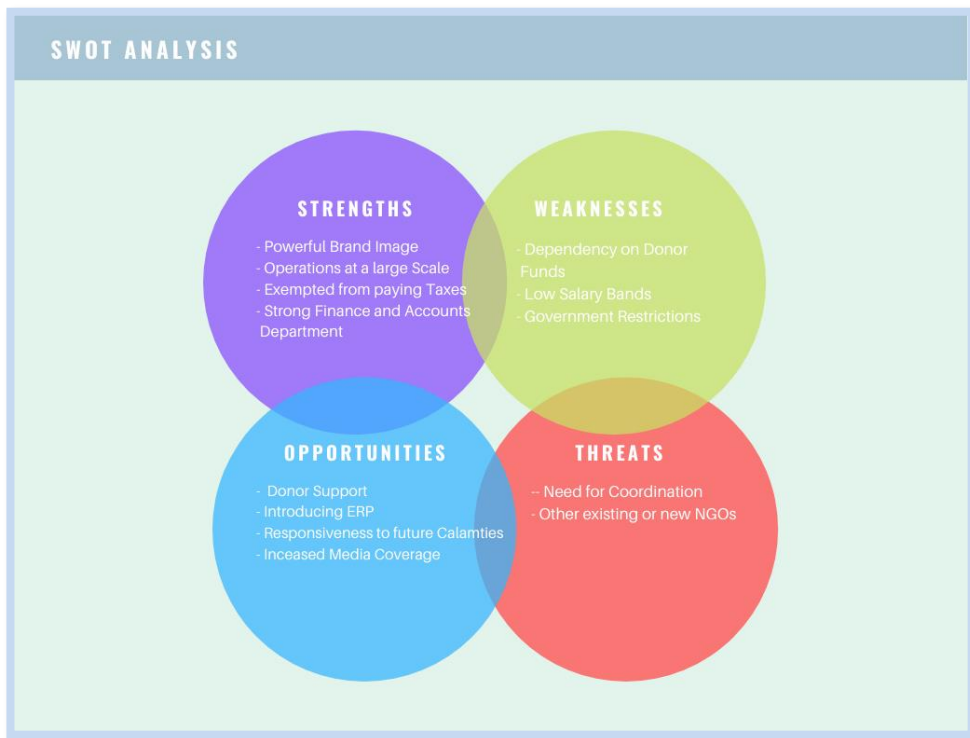 SWOT ANALYSIS
STRENGTHS
- Powerful Brand Image
- Operations at a large Scale
- Exempted from paying Taxes
- Strong Finance and Accounts
Department
WEAKNESSES
- Dependency on Donor
Funds
- Low Salary Bands
- Government Restrictions
OPPORTUNITIES
- Donor Support
- Introducing ERP
- Responsiveness to future Calamties
- Inceased Media Coverage
THREATS
-- Need for Coordination
- Other existing or new NGOs